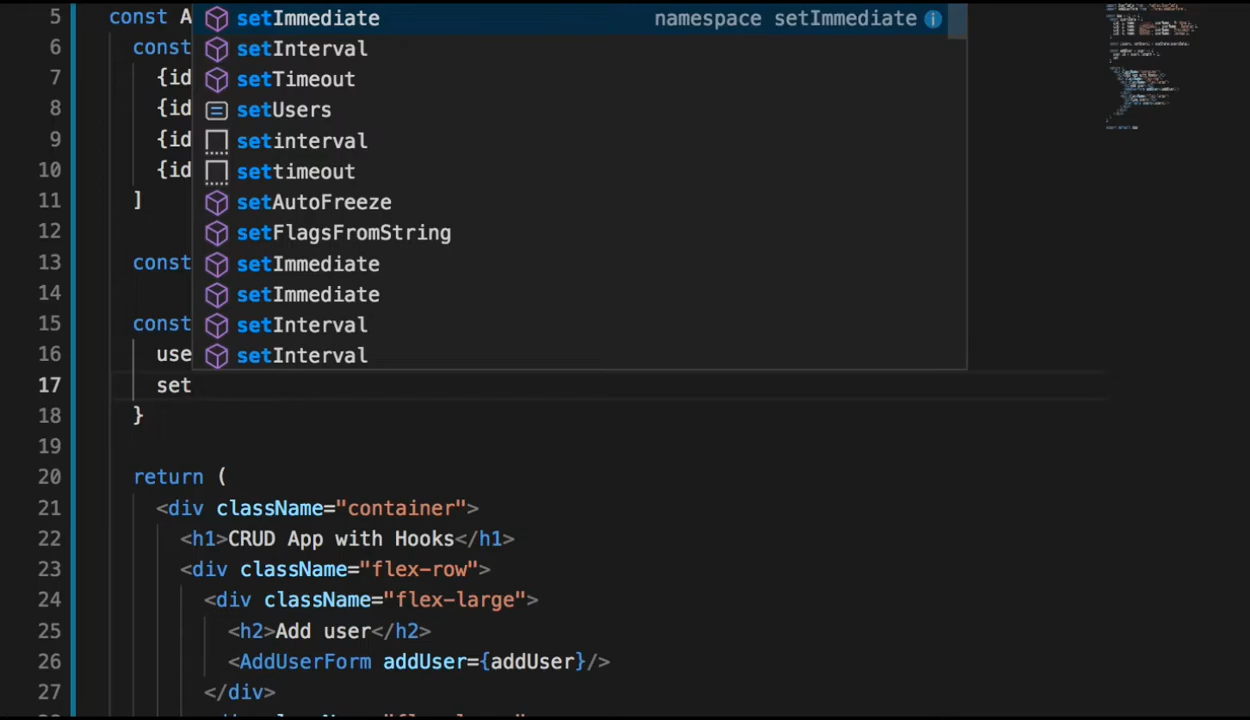 5 const A
setImmediate namespace setImmediate
6 const
setInterval
7 {id
setTimeout
8 {id
setUsers
9 {id
setinterval
10 {id
settimeout
11 ]
setAutoFreeze
12
setFlagsFromString
13 const
setImmediate
14
setImmediate
15 const
setInterval
16 use
setInterval
17 set
18 }
19
20 return (
21 <div className="container">
22 <h1>CRUD App with Hooks</h1>
23 <div className="flex-row">
24 <div className="flex-large">
25 <h2>Add user</h2>
26 <AddUserForm addUser={addUser}/>
27 </div>